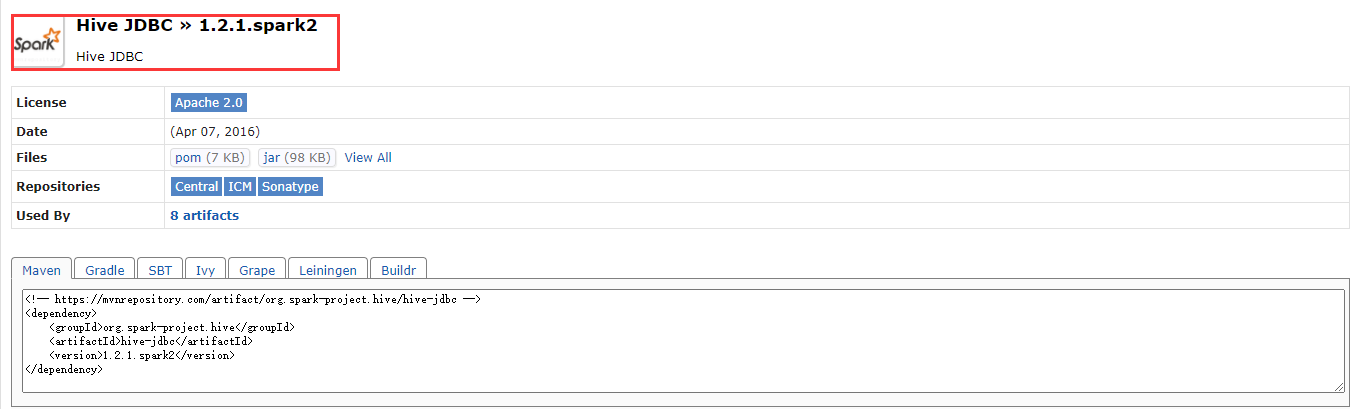 Spark
Hive JDBC » 1.2.1.spark2
Hive JDBC
License Apache 2.0
Date (Apr 07, 2016)
Files pom (7 KB) jar (98 KB) View All
Repositories Central ICM Sonatype
Used By 8 artifacts
Maven Gradle SBT Ivy Grape Leiningen Buildr
<!-- https://mvnrepository.com/artifact/org.spark-project.hive/hive-jdbc -->
<dependency>
    <groupId>org.spark-project.hive</groupId>
    <artifactId>hive-jdbc</artifactId>
    <version>1.2.1.spark2</version>
</dependency>